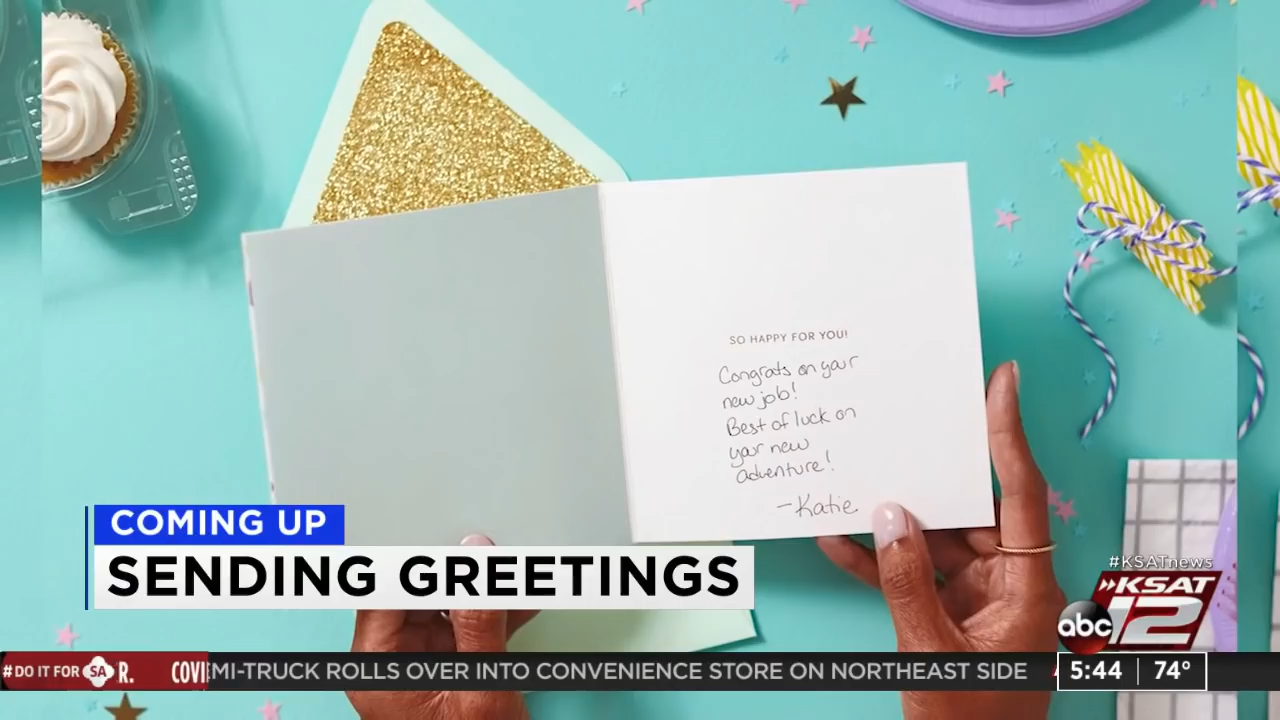 SO HAPPY FOR YOU!
Congrats on your
new job!
Best of luck on
your new
adventure!
-Katie
COMING UP
SENDING GREETINGS
#KSATnews
KSAT
abc 12
#DO IT FOR SA R. COVI EMI-TRUCK ROLLS OVER INTO CONVENIENCE STORE ON NORTHEAST SIDE
5:44 74°